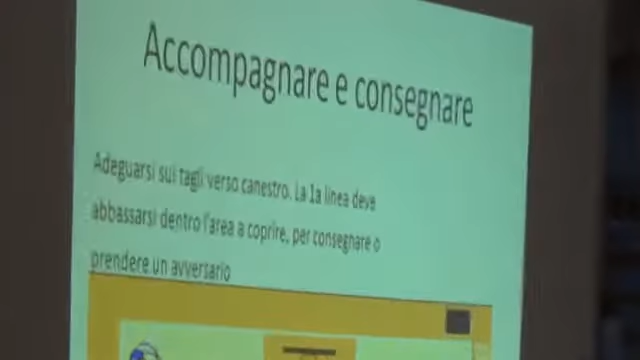 Accompagnare e consegnare
Adeguarsi sui tagli verso canestro. La 1a linea deve
abbassarsi dentro l'area a coprire, per consegnare o
prendere un avversario